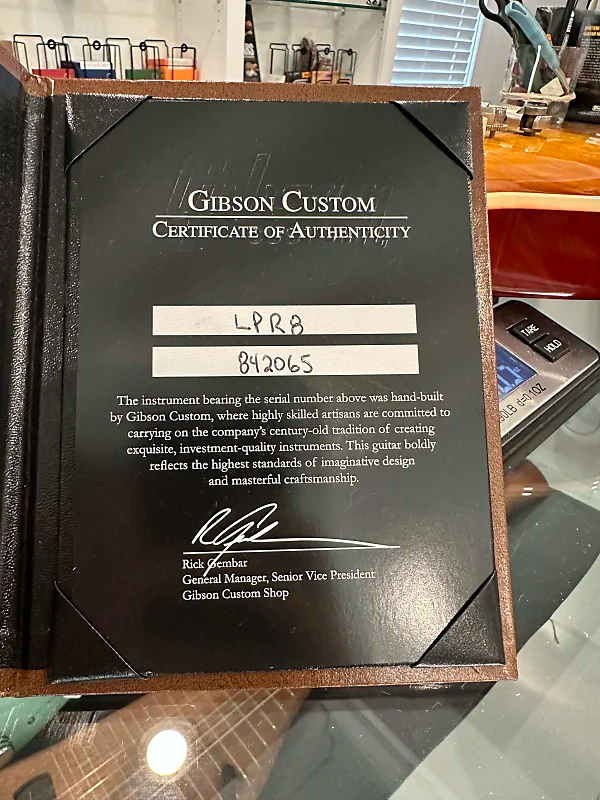 GIBSON CUSTOM
CERTIFICATE OF AUTHENTICITY
LPR8
842065
The instrument bearing the serial number above was hand-built
by Gibson Custom, where highly skilled artisans are committed to
carrying on the company's century-old tradition of creating
exquisite, investment-quality instruments. This guitar boldly
reflects the highest standards of imaginative design
and masterful craftsmanship.
Rick Gembar
General Manager, Senior Vice President
Gibson Custom Shop
TARE
HOLD
d=0.1OZ